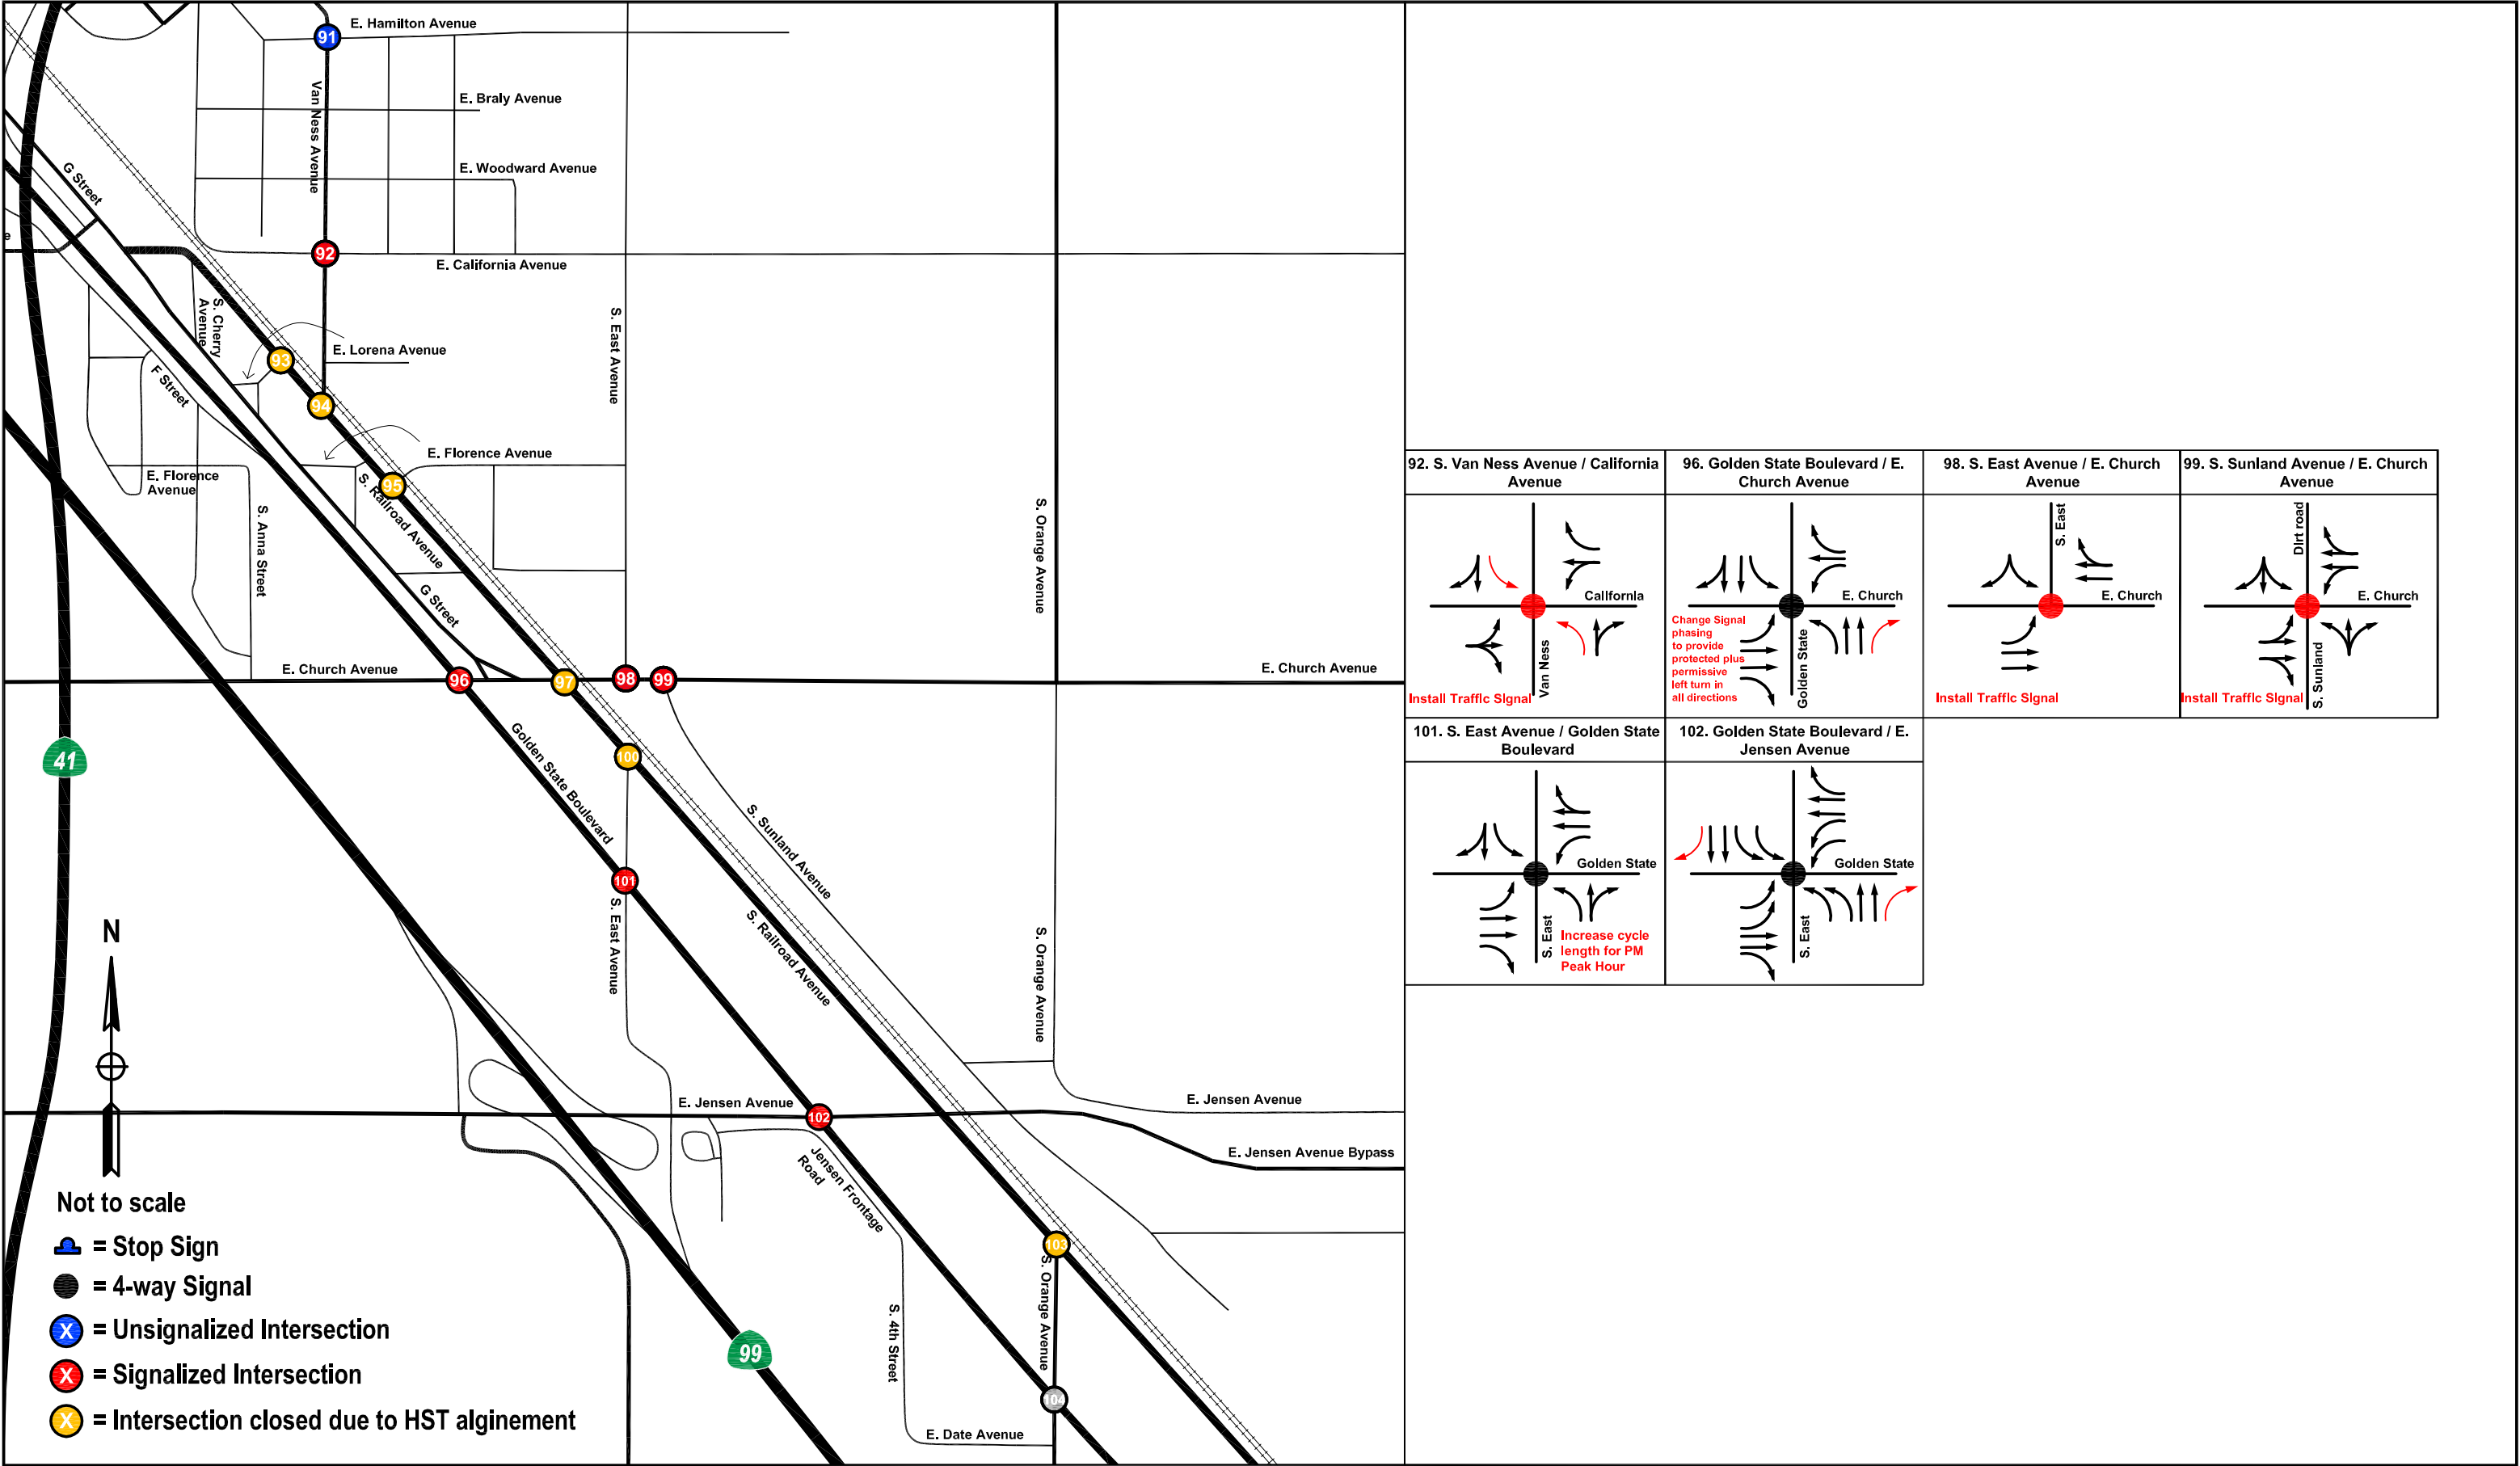 E. Hamilton Avenue
91
Van Ness Avenue
E. Braly Avenue
E. Woodward Avenue
G Street
e
92
E. California Avenue
S. Cherry
Avenue
S. East Avenue
93
E. Lorena Avenue
F Street
94
E. Florence Avenue
E. Florence
Avenue
95
S. Railroad Avenue
S. Anna Street
S. Orange Avenue
G Street
E. Church Avenue
96
97
98
99
E. Church Avenue
41
Golden State Boulevard
100
S. Sunland Avenue
101
S. East Avenue
S. Railroad Avenue
S. Orange Avenue
N
E. Jensen Avenue
102
E. Jensen Avenue
E. Jensen Avenue Bypass
Jensen Frontage
Road
103
S. Orange Avenue
S. 4th Street
99
104
E. Date Avenue
Not to scale
= Stop Sign
= 4-way Signal
X = Unsignalized Intersection
X = Signalized Intersection
X = Intersection closed due to HST alginement
92. S. Van Ness Avenue / California
Avenue
California
Van Ness
Install Traffic Signal
96. Golden State Boulevard / E.
Church Avenue
E. Church
Golden State
Change Signal
phasing
to provide
protected plus
permissive
left turn in
all directions
98. S. East Avenue / E. Church
Avenue
S. East
E. Church
Install Traffic Signal
99. S. Sunland Avenue / E. Church
Avenue
Dirt road
E. Church
S. Sunland
Install Traffic Signal
101. S. East Avenue / Golden State
Boulevard
Golden State
S. East
Increase cycle
length for PM
Peak Hour
102. Golden State Boulevard / E.
Jensen Avenue
Golden State
S. East